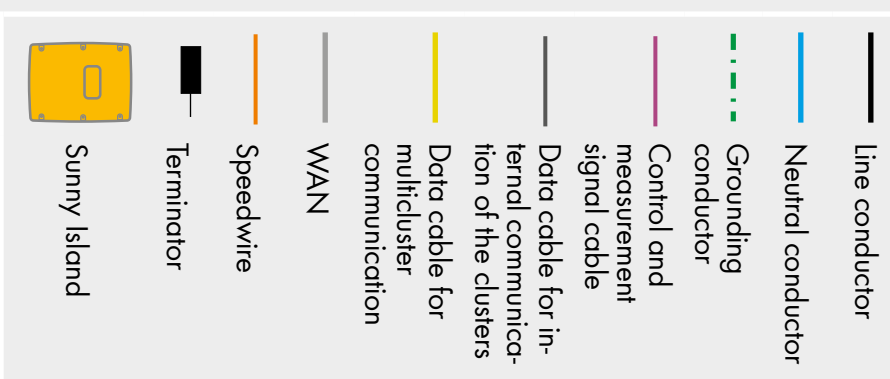 Line conductor
Neutral conductor
Grounding
conductor
Control and
measurement
signal cable
Data cable for in-
ternal communica-
tion of the clusters
Data cable for
multicluster
communication
WAN
Speedwire
Terminator
Sunny Island